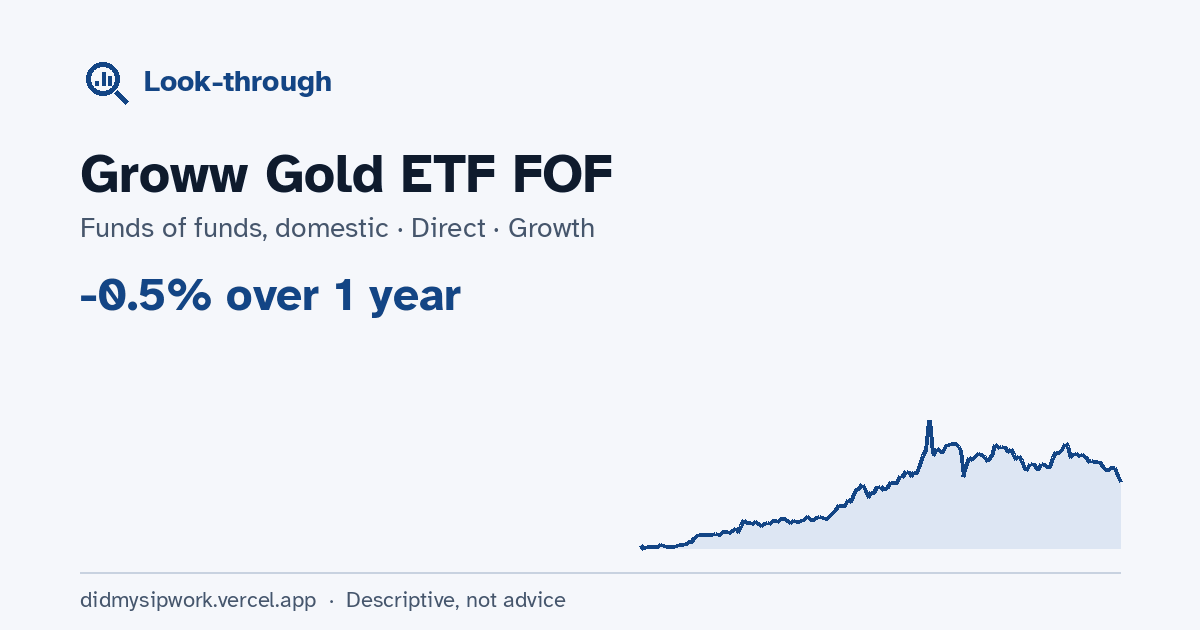 Look-through
Groww Gold ETF FOF
Funds of funds, domestic · Direct · Growth
-0.5% over 1 year
didmysipwork.vercel.app · Descriptive, not advice